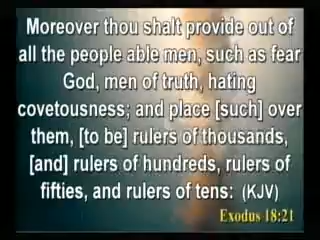 Moreover thou shalt provide out of
all the people able men, such as fear
God, men of truth, hating
covetousness; and place [such] over
them, [to be] rulers of thousands,
[and] rulers of hundreds, rulers of
fifties, and rulers of tens: (KJV)
Exodus 18:21